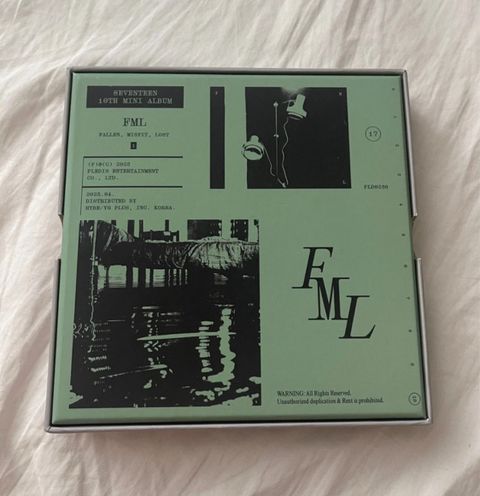 SEVENTEEN
10TH MINI ALBUM
FML
FALLEN, MISFIT, LOST
1
(P)&(C) 2023
PLEDIS ENTERTAINMENT
CO., LTD.
2023.04.
DISTRIBUTED BY
HYBE/YG PLUS, INC. KOREA.
F
M
L
17
PLD0230
FML
WARNING: All Rights Reserved.
Unauthorized duplication & Rent is prohibited.